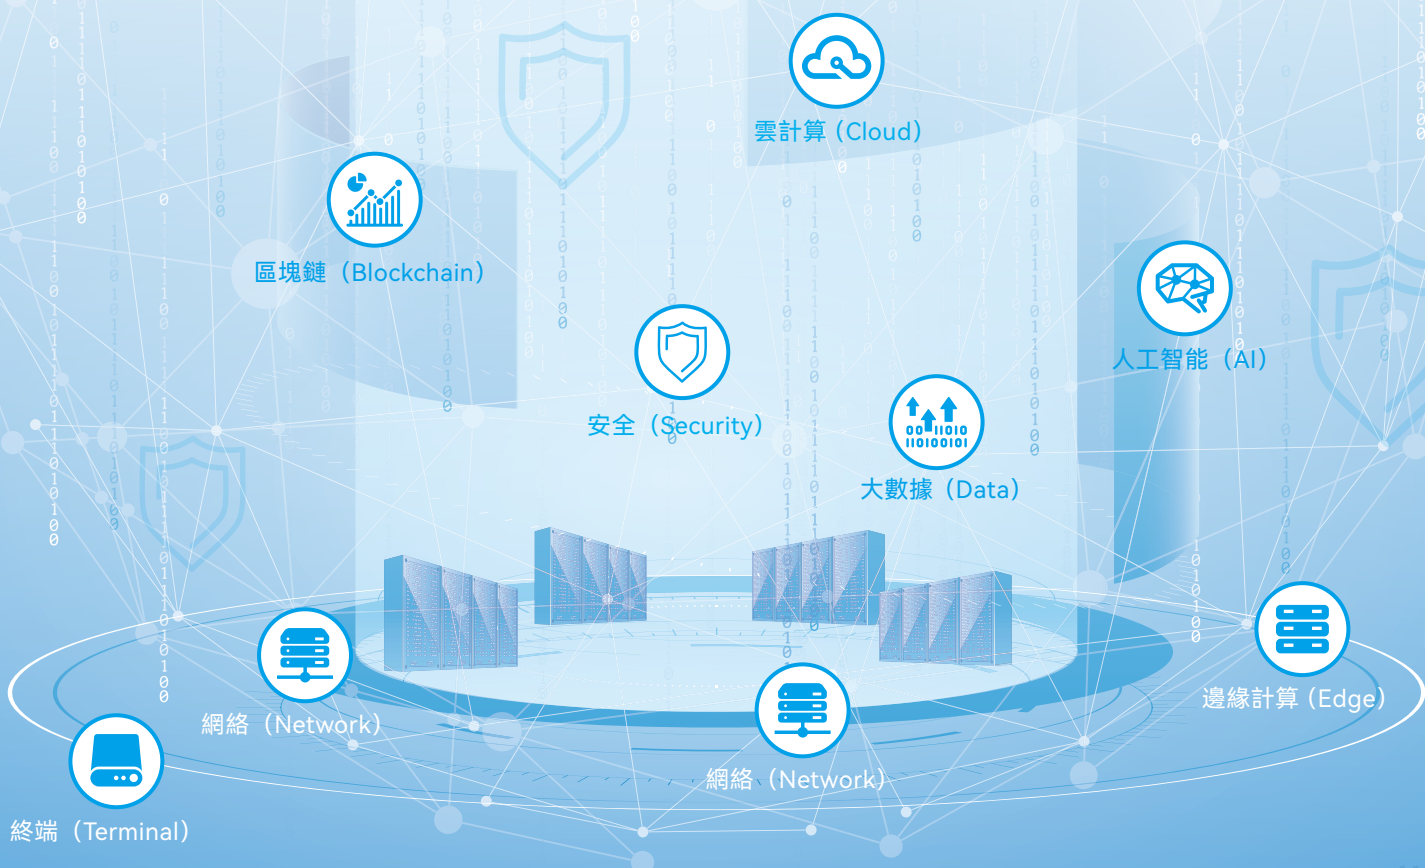 雲計算（Cloud）
區塊鏈（Blockchain）
人工智能（AI）
安全（Security）
大數據（Data）
網絡（Network）
邊緣計算（Edge）
網絡（Network）
終端（Terminal）